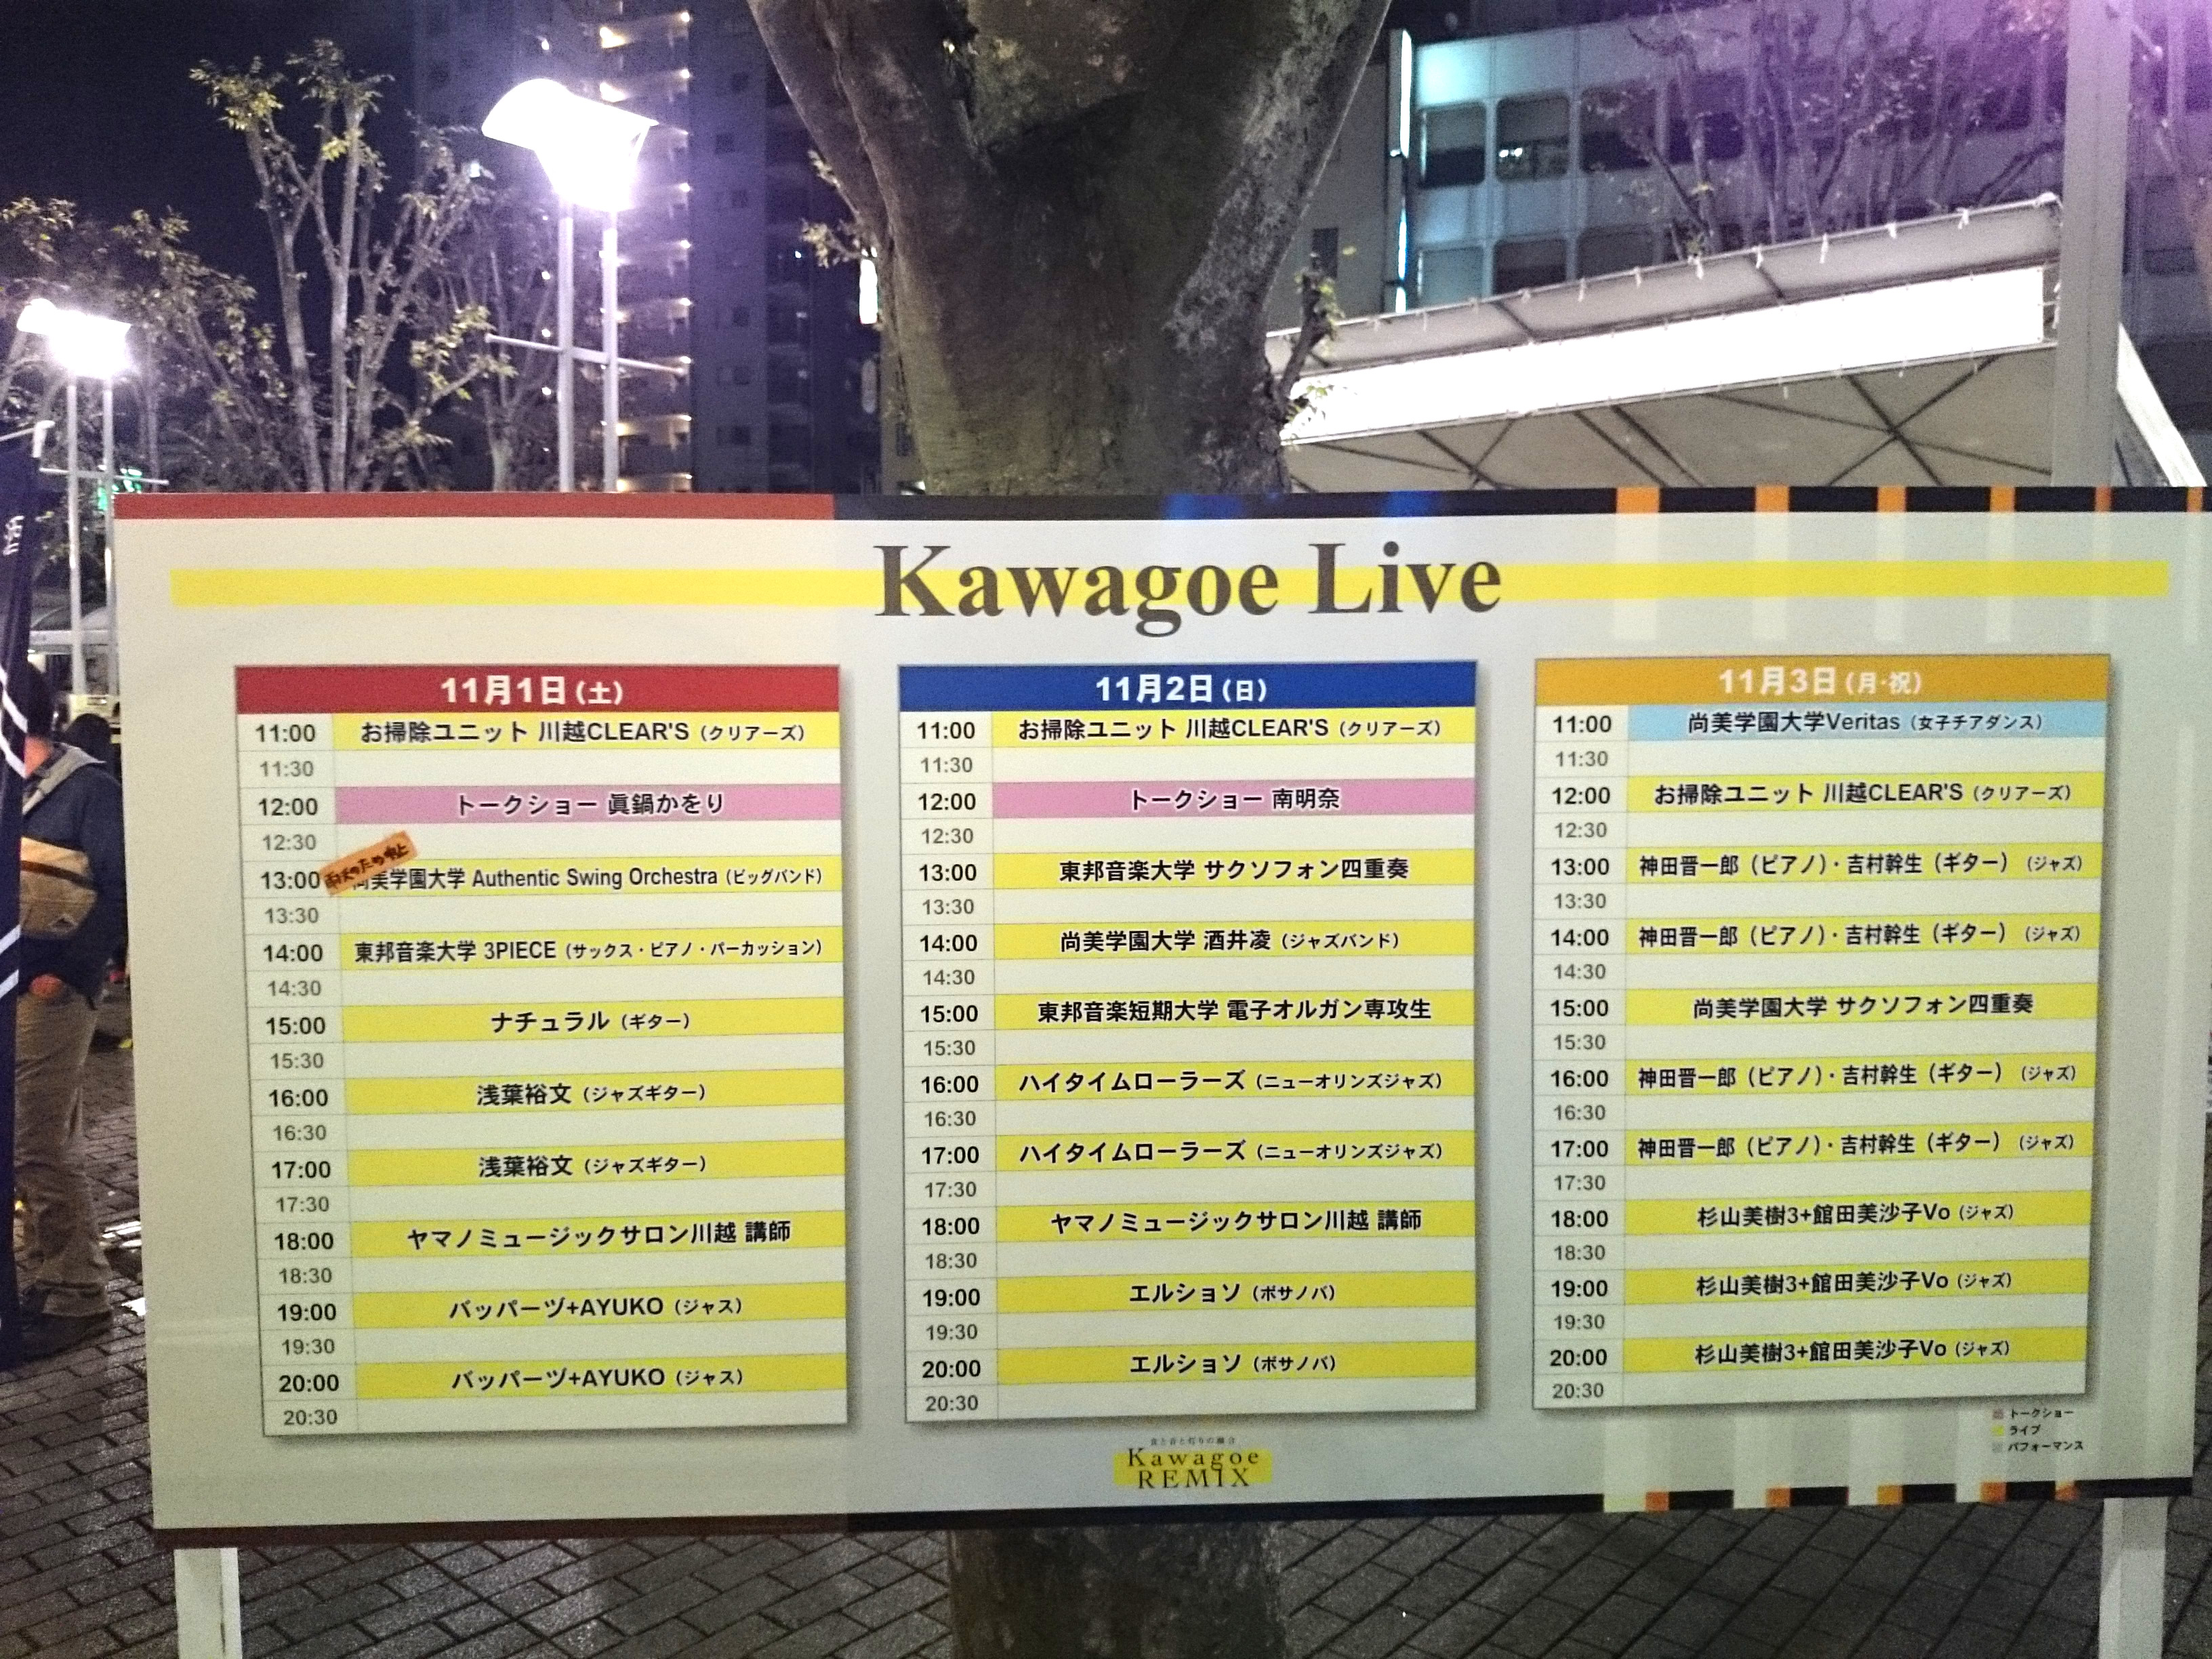 Kawagoe Live
11月1日(土)
11:00 お掃除ユニット 川越CLEAR'S (クリアーズ)
11:30
12:00 トークショー 眞鍋かをり
12:30
雨天のため中止
13:00 尚美学園大学 Authentic Swing Orchestra (ビッグバンド)
13:30
14:00 東邦音楽大学 3PIECE (サックス・ピアノ・パーカッション)
14:30
15:00 ナチュラル (ギター)
15:30
16:00 浅葉裕文 (ジャズギター)
16:30
17:00 浅葉裕文 (ジャズギター)
17:30
18:00 ヤマノミュージックサロン川越 講師
18:30
19:00 バッパーヅ+AYUKO (ジャス)
19:30
20:00 バッパーヅ+AYUKO (ジャス)
20:30
11月2日(日)
11:00 お掃除ユニット 川越CLEAR'S (クリアーズ)
11:30
12:00 トークショー 南明奈
12:30
13:00 東邦音楽大学 サクソフォン四重奏
13:30
14:00 尚美学園大学 酒井凌 (ジャズバンド)
14:30
15:00 東邦音楽短期大学 電子オルガン専攻生
15:30
16:00 ハイタイムローラーズ (ニューオリンズジャズ)
16:30
17:00 ハイタイムローラーズ (ニューオリンズジャズ)
17:30
18:00 ヤマノミュージックサロン川越 講師
18:30
19:00 エルショソ (ボサノバ)
19:30
20:00 エルショソ (ボサノバ)
20:30
11月3日(月・祝)
11:00 尚美学園大学Veritas (女子チアダンス)
11:30
12:00 お掃除ユニット 川越CLEAR'S (クリアーズ)
12:30
13:00 神田晋一郎(ピアノ)・吉村幹生(ギター) (ジャズ)
13:30
14:00 神田晋一郎(ピアノ)・吉村幹生(ギター) (ジャズ)
14:30
15:00 尚美学園大学 サクソフォン四重奏
15:30
16:00 神田晋一郎(ピアノ)・吉村幹生(ギター) (ジャズ)
16:30
17:00 神田晋一郎(ピアノ)・吉村幹生(ギター) (ジャズ)
17:30
18:00 杉山美樹3+館田美沙子Vo (ジャズ)
18:30
19:00 杉山美樹3+館田美沙子Vo (ジャズ)
19:30
20:00 杉山美樹3+館田美沙子Vo (ジャズ)
20:30
トークショー
ライブ
パフォーマンス
食と音と灯りの融合
Kawagoe
REMIX